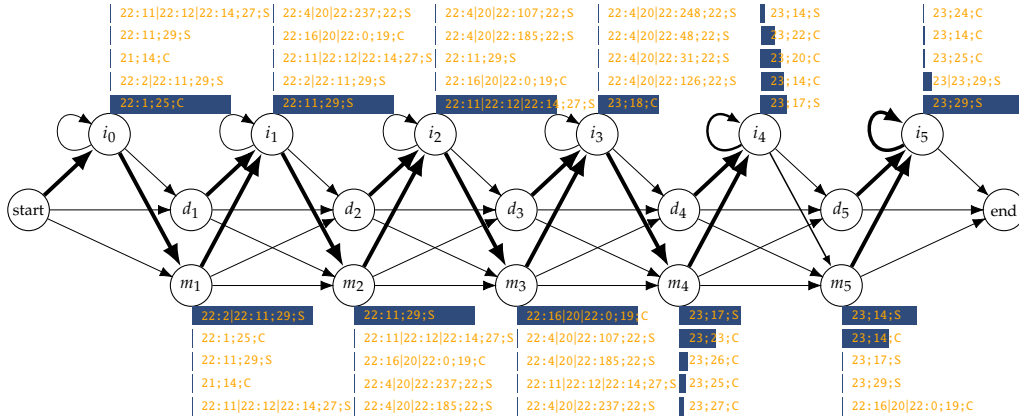 22:11|22:12|22:14;27;S 22:4|20|22:237;22;S 22:4|20|22:107;22;S 22:4|20|22:248;22;S 23;14;S 23;24;C
22:11;29;S 22:16|20|22:0;19;C 22:4|20|22:185;22;S 22:4|20|22:48;22;S 23;22;C 23;14;C
21;14;C 22:11|22:12|22:14;27;S 22:11;29;S 22:4|20|22:31;22;S 23;20;C 23;25;C
22:2|22:11;29;S 22:2|22:11;29;S 22:16|20|22:0;19;C 22:4|20|22:126;22;S 23;14;C 23|23;29;S
22:1;25;C 22:11;29;S 22:11|22:12|22:14;27;S 23;18;C 23;17;S 23;29;S
i0 i1 i2 i3 i4 i5
start d1 d2 d3 d4 d5 end
m1 m2 m3 m4 m5
22:2|22:11;29;S 22:11;29;S 22:16|20|22:0;19;C 23;17;S 23;14;S
22:1;25;C 22:11|22:12|22:14;27;S 22:4|20|22:107;22;S 23;23;C 23;14;C
22:11;29;S 22:16|20|22:0;19;C 22:4|20|22:185;22;S 23;26;C 23;17;S
21;14;C 22:4|20|22:237;22;S 22:11|22:12|22:14;27;S 23;25;C 23;29;S
22:11|22:12|22:14;27;S 22:4|20|22:185;22;S 22:4|20|22:237;22;S 23;27;C 22:16|20|22:0;19;C